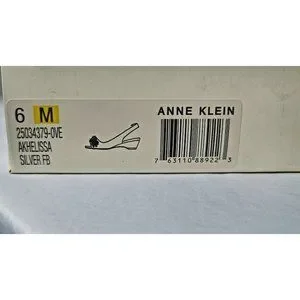 6 M
25034379-0VE
AKHELISSA
SILVER FB
ANNE KLEIN
7 63110 88922 3